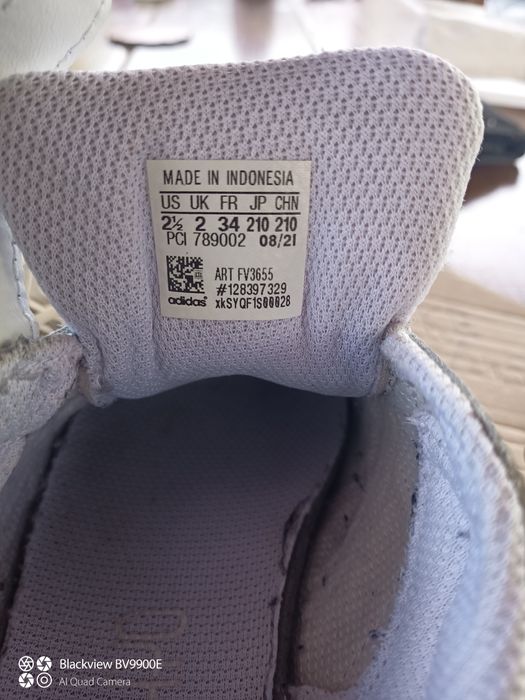 MADE IN INDONESIA
US UK FR JP CHN
2½ 2 34 210 210
PCI 789002 08/21
ART FV3655
#128397329
adidas® xkSYQF1S00028
Blackview BV9900E
AI Quad Camera